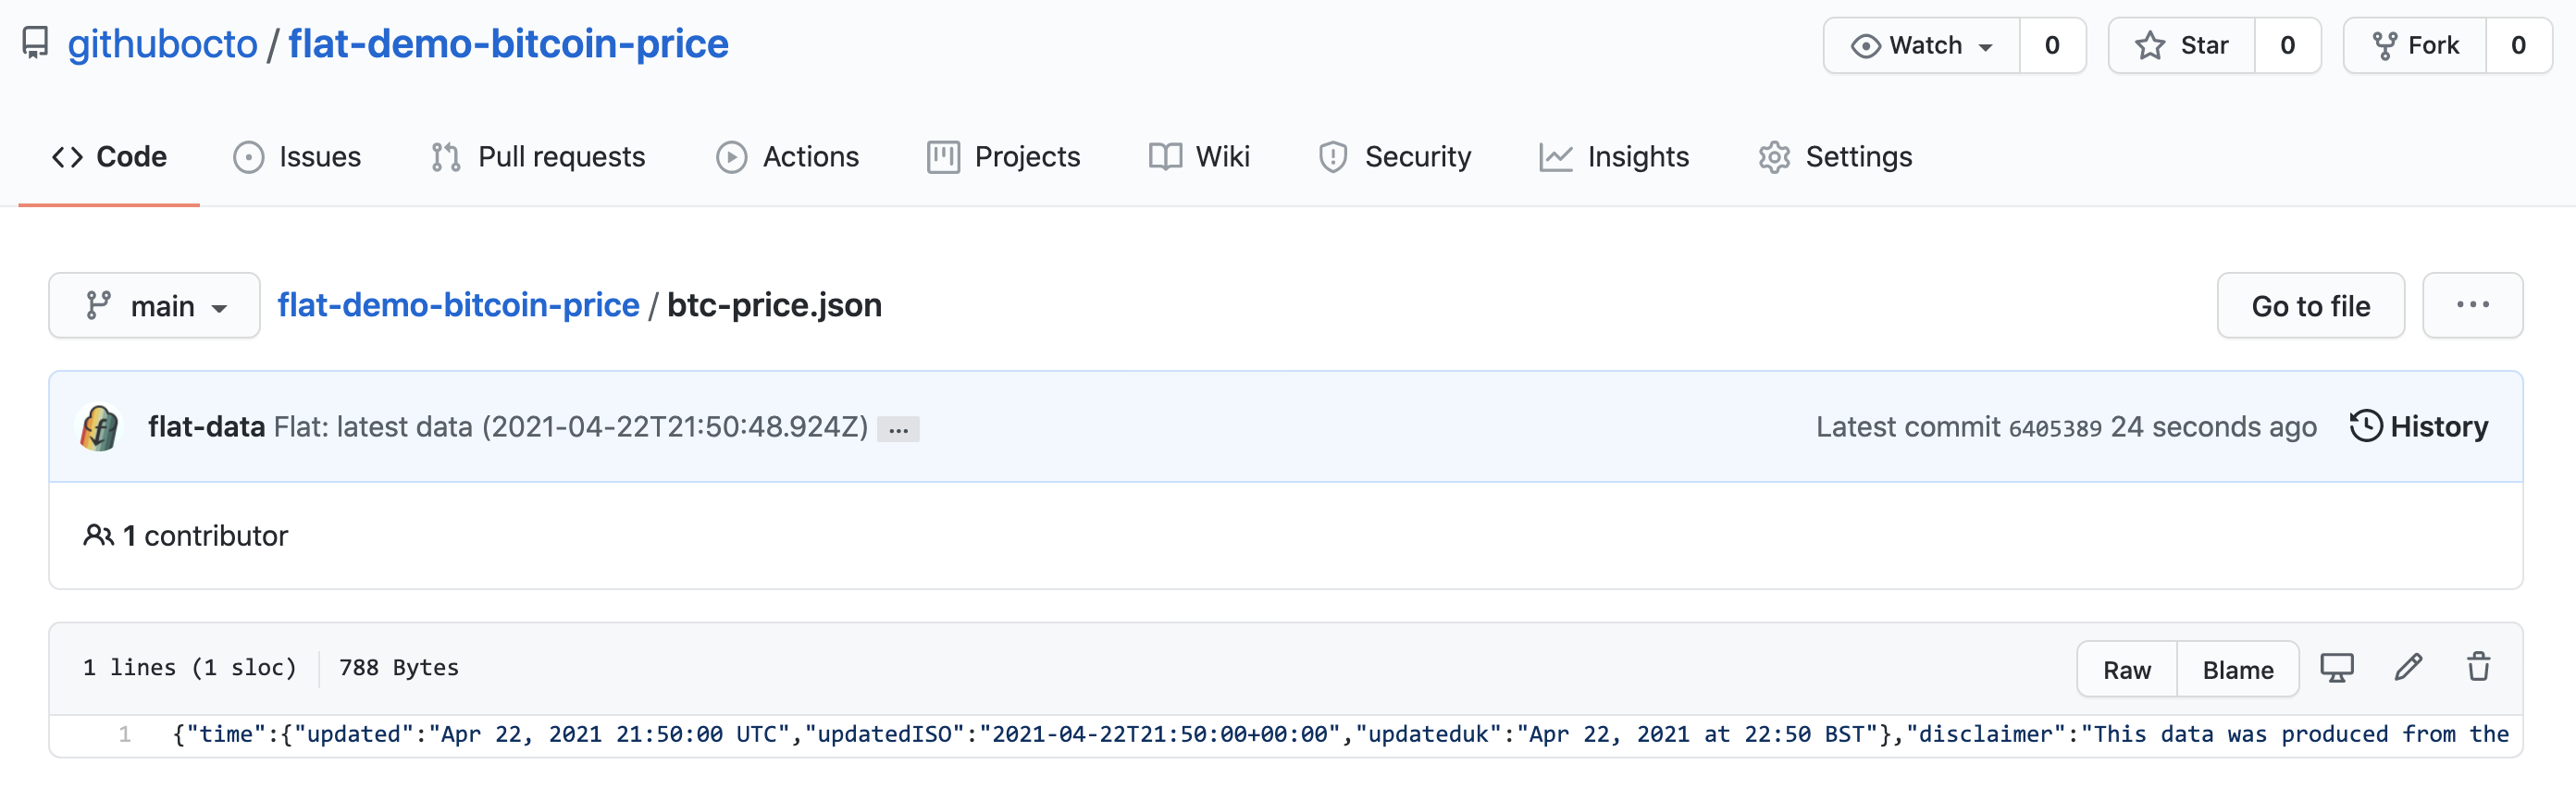 githubocto / flat-demo-bitcoin-price Watch 0 Star 0 Fork 0
Code Issues Pull requests Actions Projects Wiki Security Insights Settings
main flat-demo-bitcoin-price / btc-price.json Go to file ...
flat-data Flat: latest data (2021-04-22T21:50:48.924Z) ... Latest commit 6405389 24 seconds ago History
1 contributor
1 lines (1 sloc) 788 Bytes Raw Blame
1 {"time":{"updated":"Apr 22, 2021 21:50:00 UTC","updatedISO":"2021-04-22T21:50:00+00:00","updateduk":"Apr 22, 2021 at 22:50 BST"},"disclaimer":"This data was produced from the